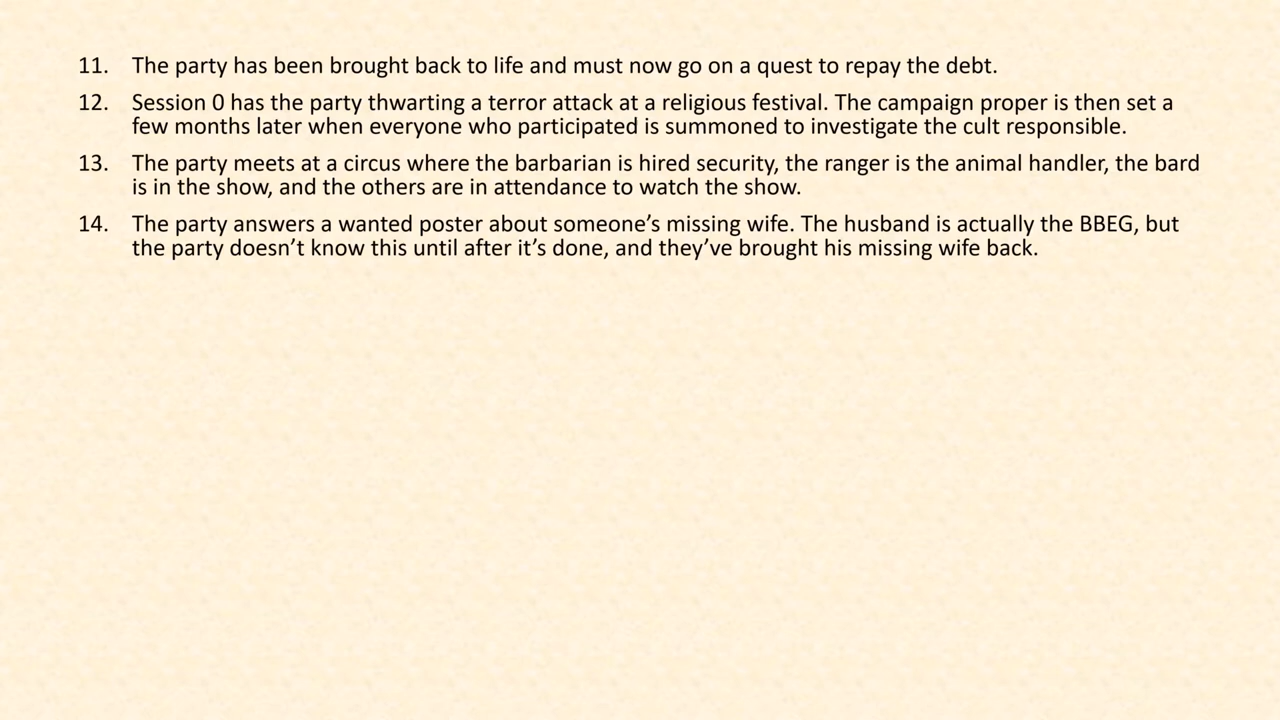 11. The party has been brought back to life and must now go on a quest to repay the debt.
12. Session 0 has the party thwarting a terror attack at a religious festival. The campaign proper is then set a
few months later when everyone who participated is summoned to investigate the cult responsible.
13. The party meets at a circus where the barbarian is hired security, the ranger is the animal handler, the bard
is in the show, and the others are in attendance to watch the show.
14. The party answers a wanted poster about someone’s missing wife. The husband is actually the BBEG, but
the party doesn’t know this until after it’s done, and they’ve brought his missing wife back.